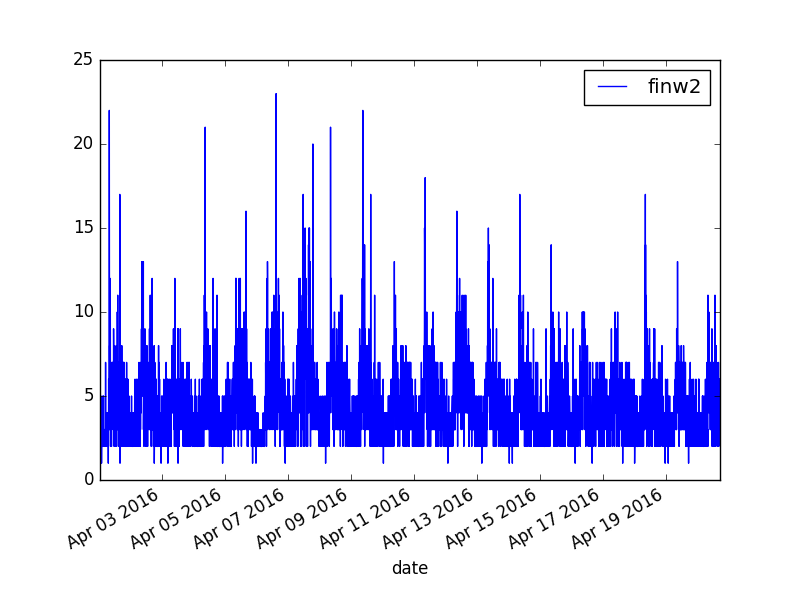 25
20
15
10
5
0
finw2
Apr 03 2016
Apr 05 2016
Apr 07 2016
Apr 09 2016
Apr 11 2016
Apr 13 2016
Apr 15 2016
Apr 17 2016
Apr 19 2016
date